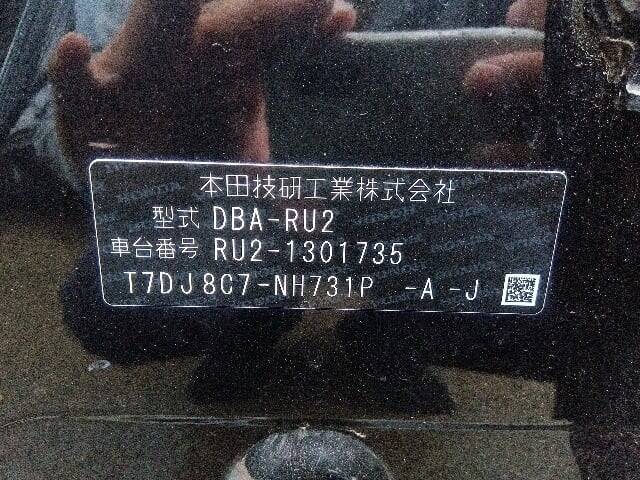 本田技研工業株式会社
型式 DBA-RU2
車台番号 RU2-1301735
T7DJ8C7-NH731P -A -J